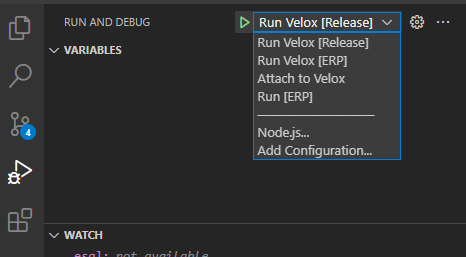 RUN AND DEBUG
Run Velox [Release]
VARIABLES
Run Velox [Release]
Run Velox [ERP]
Attach to Velox
Run [ERP]
Node.js...
Add Configuration...
4
WATCH
esql: not available